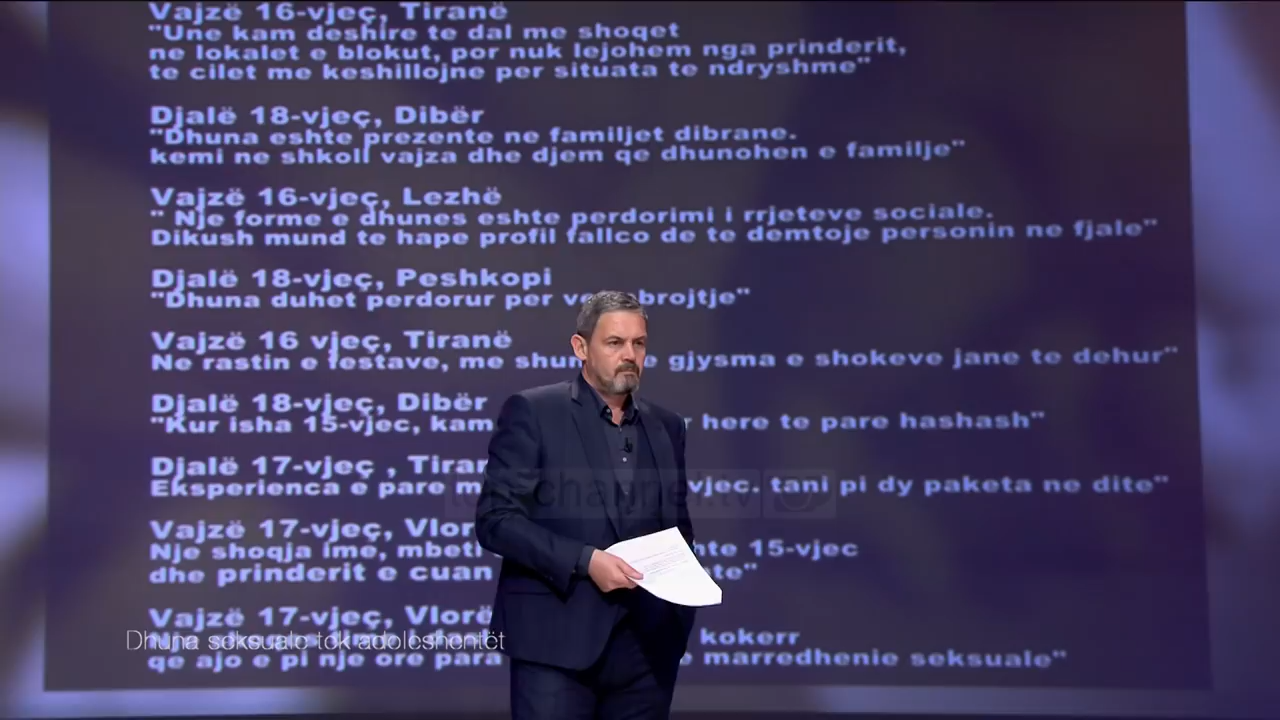 Vajzë 16-vjeç, Tiranë
"Une kam deshire te dal me shoqet
ne lokalet e blokut, por nuk lejohem nga prinderit,
te cilet me keshillojne per situata te ndryshme"
Djalë 18-vjeç, Dibër
"Dhuna eshte prezente ne familjet dibrane.
kemi ne shkoll vajza dhe djem qe dhunohen e familje"
Vajzë 16-vjeç, Lezhë
" Nje forme e dhunes eshte perdorimi i rrjeteve sociale.
Dikush mund te hape profil fallco de te demtoje personin ne fjale"
Djalë 18-vjeç, Peshkopi
"Dhuna duhet perdorur per brojtje"
Vajzë 16 vjeç, Tiranë
Ne rastin e festave, me gjysma e shokeve jane te dehur"
Djalë 18-vjeç, Dibër
"Kur isha 15-vjec, kam here te pare hashash"
Djalë 17-vjeç ,
Eksperienca e pare vjec. tani pi dy paketa ne dite"
Vajzë 17-vjeç,
Nje shoqja ime, 15-vjec
dhe prinderit e
Vajzë 17-vjeç, Vlorë
kokerr
qe ajo e pi nje ore para marredhenie seksuale"
Dhuna seksuale tek adoleshentët
top-channel.tv